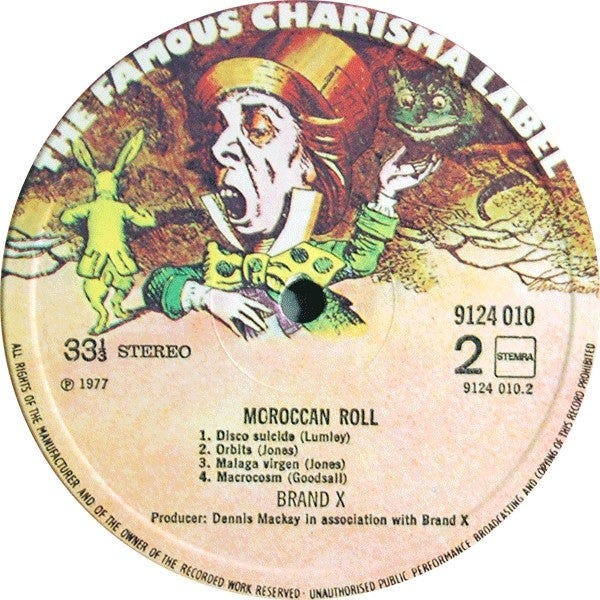 THE FAMOUS CHARISMA LABEL
33⅓ STEREO
℗ 1977
9124 010
2 STEMRA
9124 010.2
MOROCCAN ROLL
1. Disco suicide (Lumley)
2. Orbits (Jones)
3. Malaga virgen (Jones)
4. Macrocosm (Goodsall)
BRAND X
Producer: Dennis Mackay in association with Brand X
ALL RIGHTS OF THE MANUFACTURER AND OF THE OWNER OF THE RECORDED WORK RESERVED · UNAUTHORISED PUBLIC PERFORMANCE BROADCASTING AND COPYING OF THIS RECORD PROHIBITED